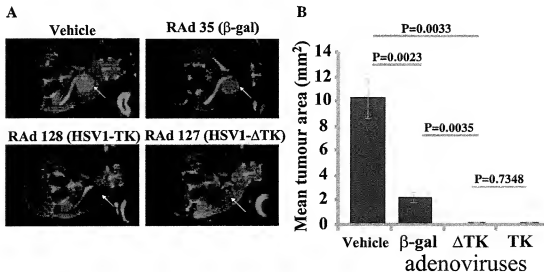 A
Vehicle
RAd 35 (β-gal)
RAd 128 (HSV1-TK)
RAd 127 (HSV1-ΔTK)
B
Mean tumour area (mm²)
14
12
10
8
6
4
2
0
P=0.0033
P=0.0023
P=0.0035
P=0.7348
Vehicle
β-gal
ΔTK
TK
adenoviruses